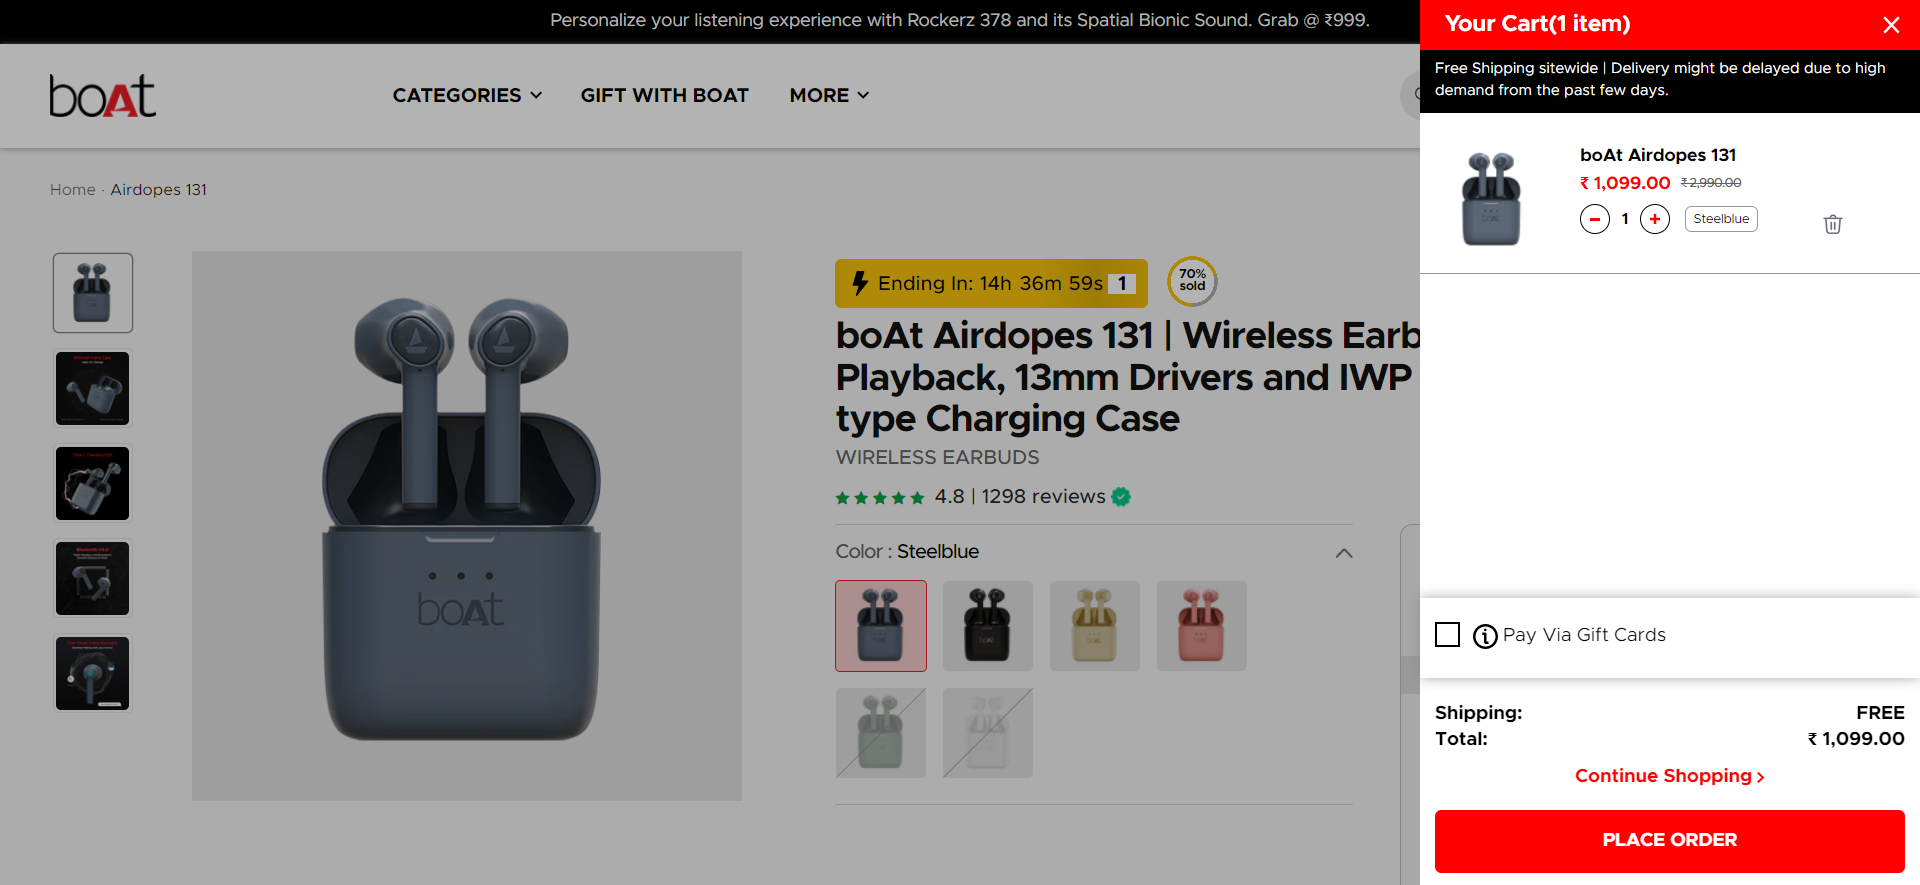 Personalize your listening experience with Rockerz 378 and its Spatial Bionic Sound. Grab @ ₹999.
boAt
CATEGORIES
GIFT WITH BOAT
MORE
Home · Airdopes 131
boAt
Ending In: 14h 36m 59s 1
70%
sold
boAt Airdopes 131 | Wireless Earb
Playback, 13mm Drivers and IWP
type Charging Case
WIRELESS EARBUDS
4.8 | 1298 reviews
Color : Steelblue
Your Cart(1 item)
Free Shipping sitewide | Delivery might be delayed due to high
demand from the past few days.
boAt Airdopes 131
₹ 1,099.00 ₹ 2,990.00
1
Steelblue
Pay Via Gift Cards
Shipping: FREE
Total: ₹ 1,099.00
Continue Shopping >
PLACE ORDER